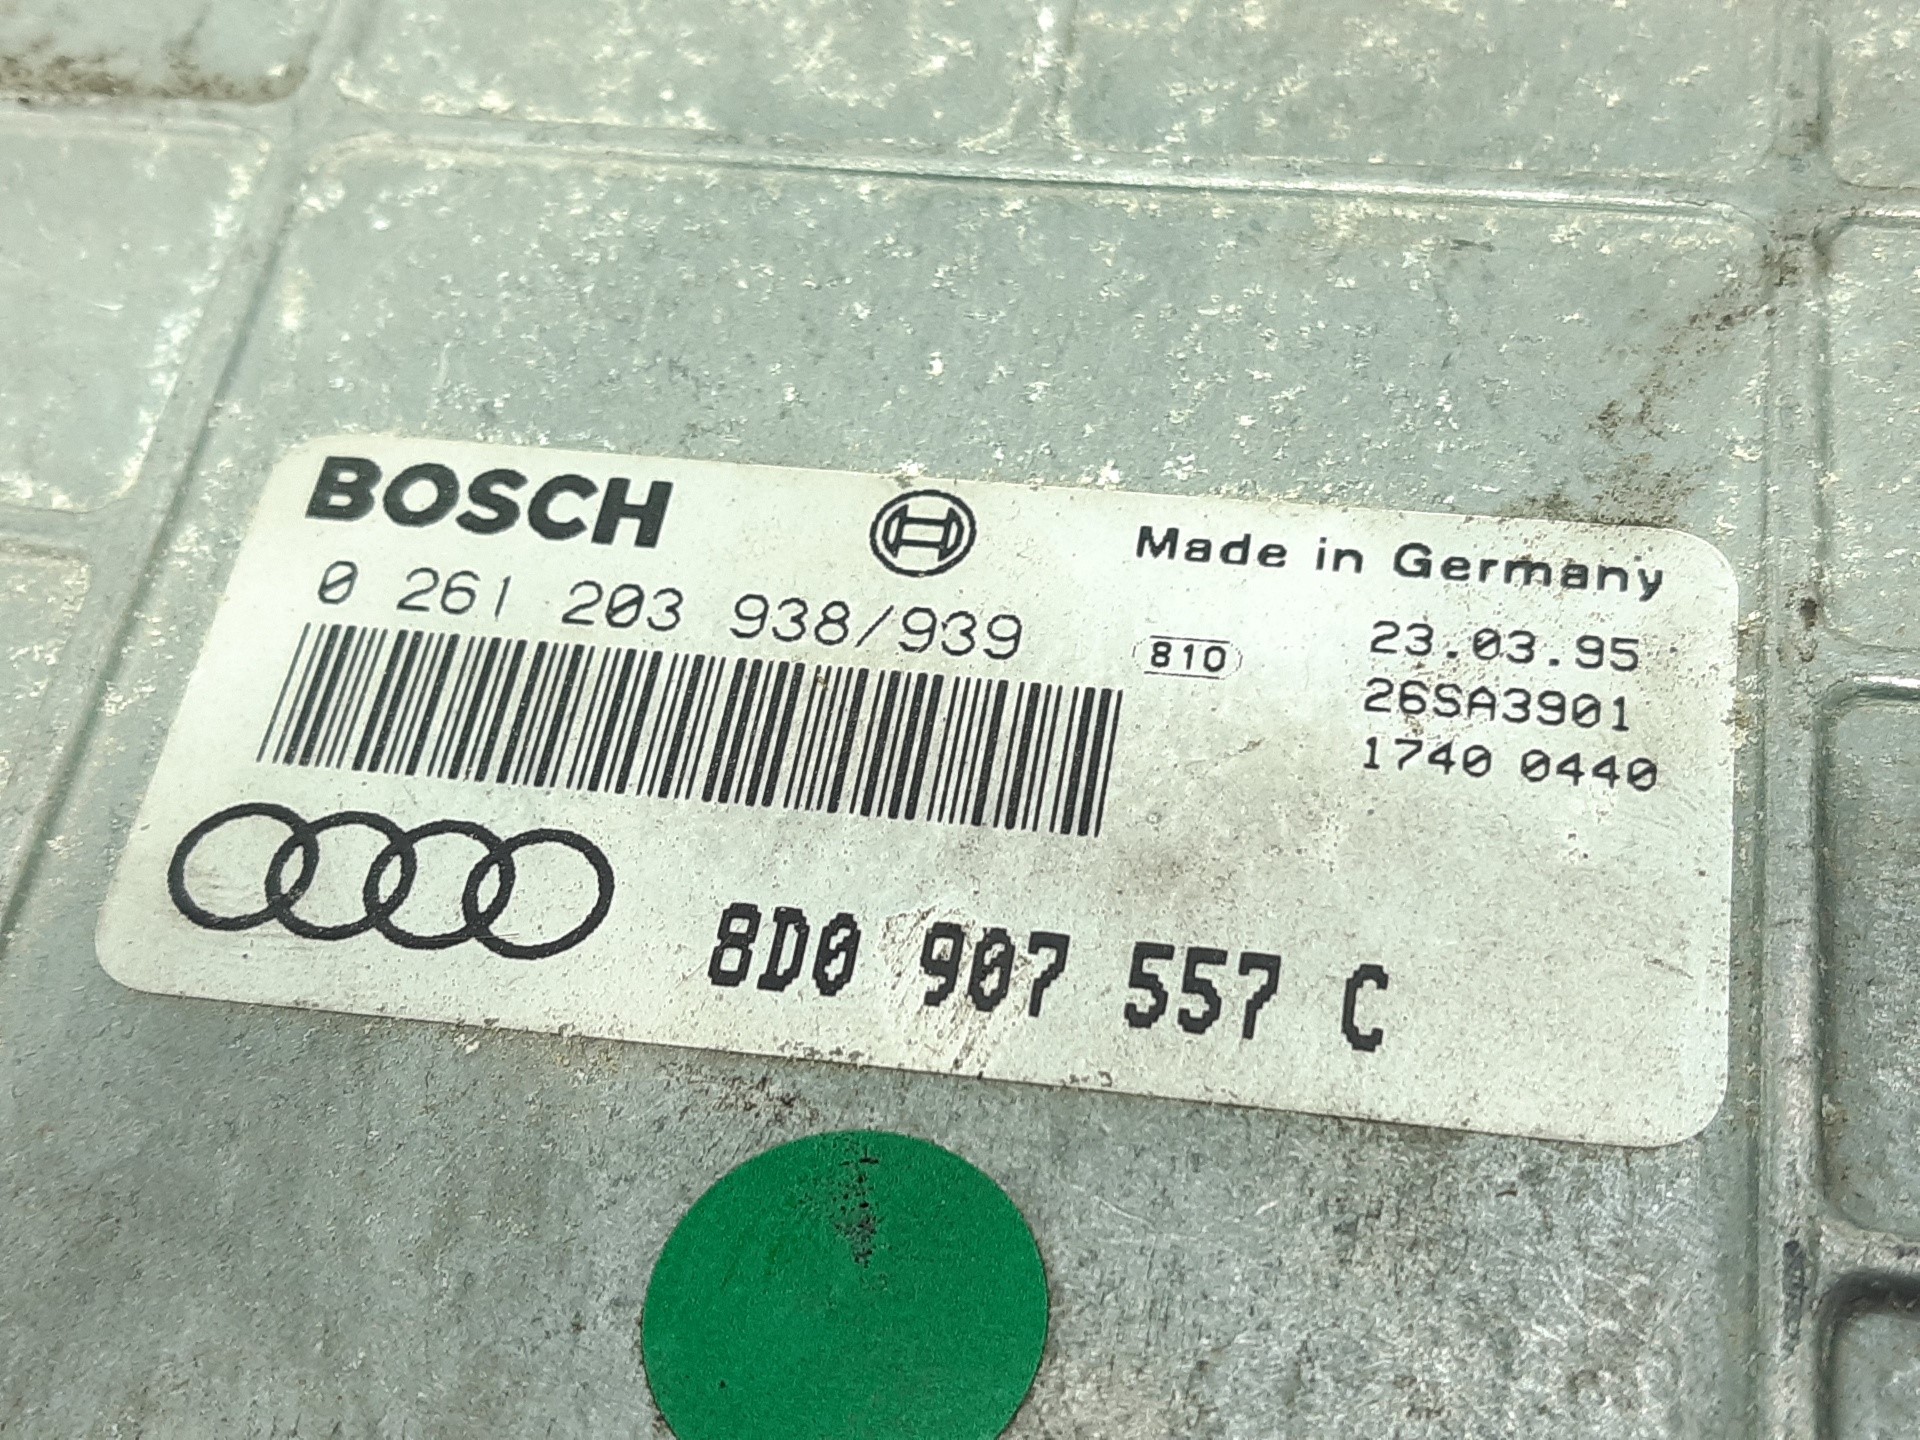 BOSCH
Made in Germany
0 261 203 938/939
810
23.03.95
26SA3901
1740 0440
8D0 907 557 C